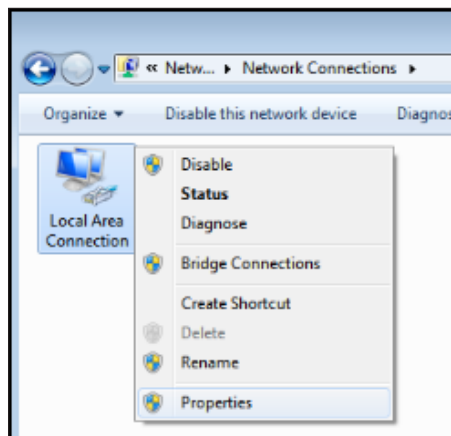 « Netw... ▸ Network Connections ▸
Organize ▾ Disable this network device Diagnos
Local Area
Connection
Disable
Status
Diagnose
Bridge Connections
Create Shortcut
Delete
Rename
Properties